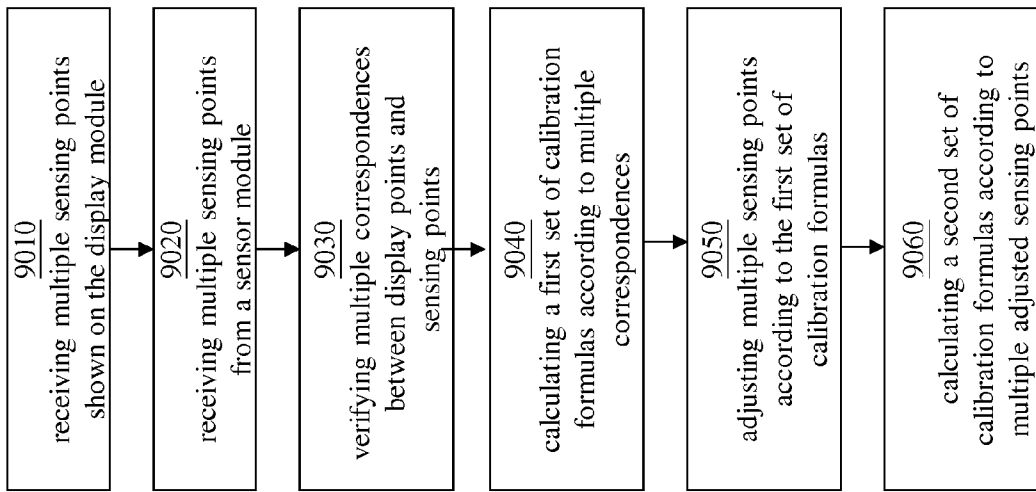 9010
receiving multiple sensing points
shown on the display module
9020
receiving multiple sensing points
from a sensor module
9030
verifying multiple correspondences
between display points and
sensing points
9040
calculating a first set of calibration
formulas according to multiple
correspondences
9050
adjusting multiple sensing points
according to the first set of
calibration formulas
9060
calculating a second set of
calibration formulas according to
multiple adjusted sensing points